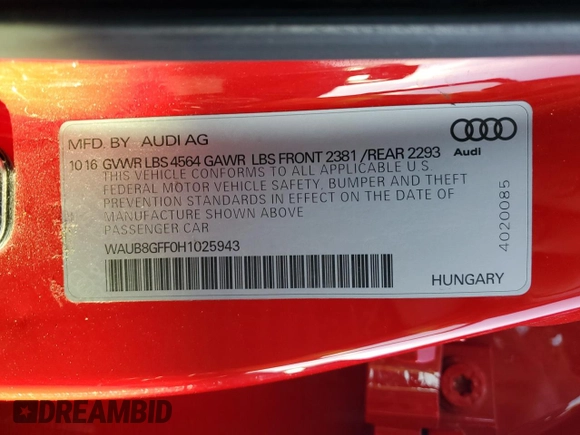 MFD. BY AUDI AG
10 16 GVWR LBS 4564 GAWR LBS FRONT 2381 /REAR 2293
THIS VEHICLE CONFORMS TO ALL APPLICABLE U.S.
FEDERAL MOTOR VEHICLE SAFETY, BUMPER AND THEFT
PREVENTION STANDARDS IN EFFECT ON THE DATE OF
MANUFACTURE SHOWN ABOVE
PASSENGER CAR
WAUB8GFF0H1025943
HUNGARY
Audi
4020085
DREAMBID